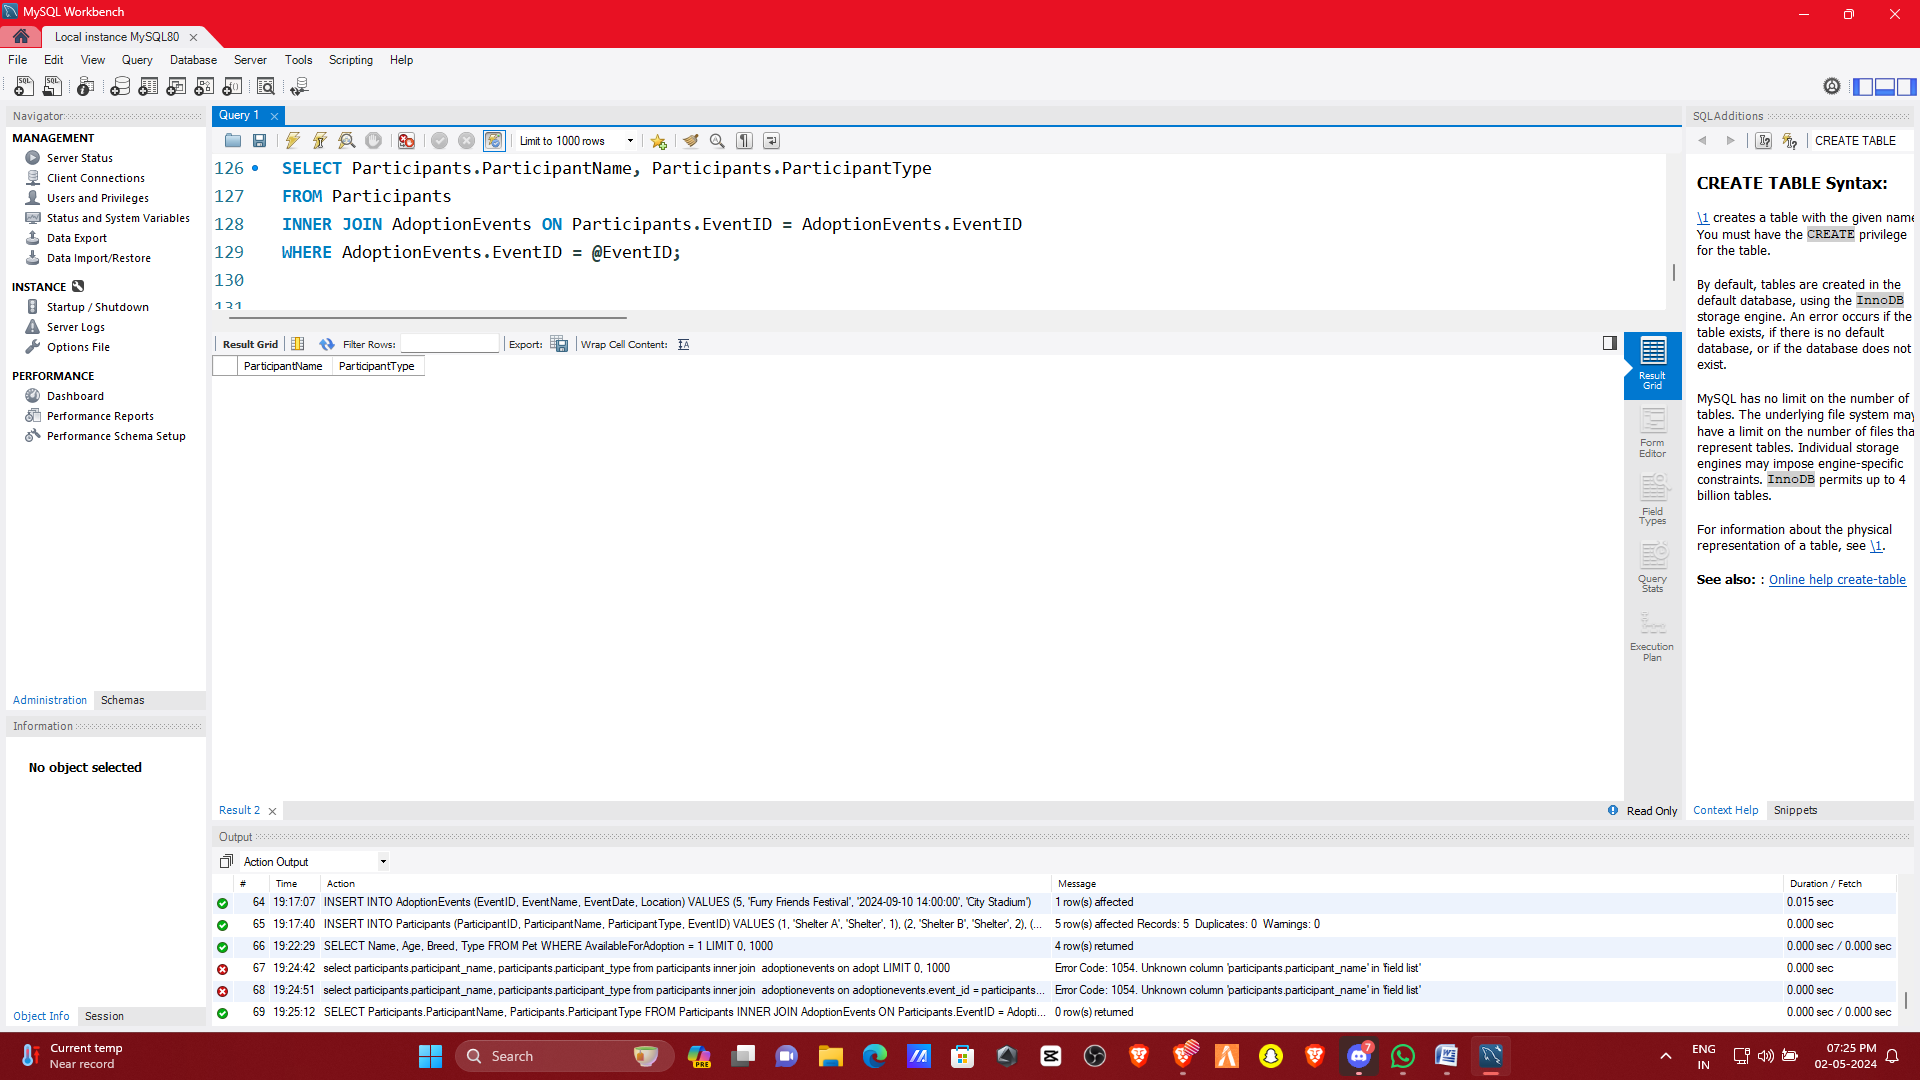 MySQL Workbench
Local instance MySQL80
File Edit View Query Database Server Tools Scripting Help
Navigator
MANAGEMENT
Server Status
Client Connections
Users and Privileges
Status and System Variables
Data Export
Data Import/Restore
INSTANCE
Startup / Shutdown
Server Logs
Options File
PERFORMANCE
Dashboard
Performance Reports
Performance Schema Setup
Administration Schemas
Information
No object selected
Object Info Session
Query 1
Limit to 1000 rows
126 SELECT Participants.ParticipantName, Participants.ParticipantType
127 FROM Participants
128 INNER JOIN AdoptionEvents ON Participants.EventID = AdoptionEvents.EventID
129 WHERE AdoptionEvents.EventID = @EventID;
130
131
Result Grid Filter Rows: Export: Wrap Cell Content:
ParticipantName ParticipantType
Result Grid
Form Editor
Field Types
Query Stats
Execution Plan
Result 2
Read Only
SQLAdditions
CREATE TABLE
CREATE TABLE Syntax:
\1 creates a table with the given name
You must have the CREATE privilege
for the table.
By default, tables are created in the
default database, using the InnoDB
storage engine. An error occurs if the
table exists, if there is no default
database, or if the database does not
exist.
MySQL has no limit on the number of
tables. The underlying file system may
have a limit on the number of files tha
represent tables. Individual storage
engines may impose engine-specific
constraints. InnoDB permits up to 4
billion tables.
For information about the physical
representation of a table, see \1.
See also: : Online help create-table
Context Help Snippets
Output
Action Output
# Time Action Message Duration / Fetch
64 19:17:07 INSERT INTO AdoptionEvents (EventID, EventName, EventDate, Location) VALUES (5, 'Furry Friends Festival', '2024-09-10 14:00:00', 'City Stadium') 1 row(s) affected 0.015 sec
65 19:17:40 INSERT INTO Participants (ParticipantID, ParticipantName, ParticipantType, EventID) VALUES (1, 'Shelter A', 'Shelter', 1), (2, 'Shelter B', 'Shelter', 2), (... 5 row(s) affected Records: 5 Duplicates: 0 Warnings: 0 0.000 sec
66 19:22:29 SELECT Name, Age, Breed, Type FROM Pet WHERE AvailableForAdoption = 1 LIMIT 0, 1000 4 row(s) returned 0.000 sec / 0.000 sec
67 19:24:42 select participants.participant_name, participants.participant_type from participants inner join adoptionevents on adopt LIMIT 0, 1000 Error Code: 1054. Unknown column 'participants.participant_name' in 'field list' 0.000 sec
68 19:24:51 select participants.participant_name, participants.participant_type from participants inner join adoptionevents on adoptionevents.event_id = participants... Error Code: 1054. Unknown column 'participants.participant_name' in 'field list' 0.000 sec
69 19:25:12 SELECT Participants.ParticipantName, Participants.ParticipantType FROM Participants INNER JOIN AdoptionEvents ON Participants.EventID = Adopti... 0 row(s) returned 0.000 sec / 0.000 sec
Current temp
Near record
Search
PRE
7
ENG
IN
07:25 PM
02-05-2024